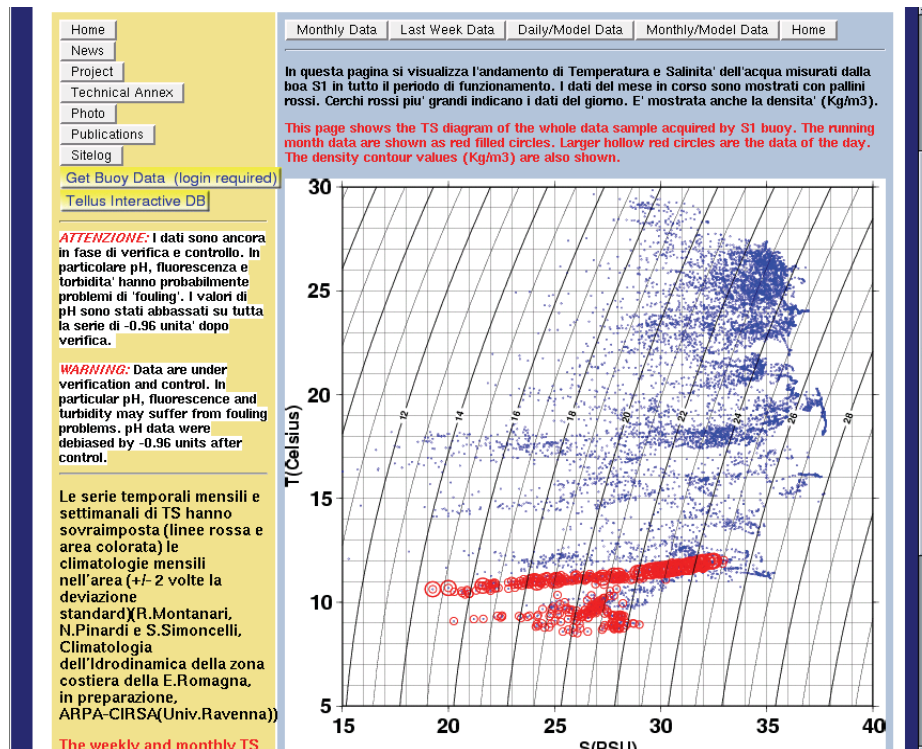 Home
News
Project
Technical Annex
Photo
Publications
Sitelog
Get Buoy Data (login required)
Tellus Interactive DB
ATTENZIONE: I dati sono ancora
in fase di verifica e controllo. In
particolare pH, fluorescenza e
torbidita' hanno probabilmente
problemi di 'fouling'. I valori di
pH sono stati abbassati su tutta
la serie di -0.96 unita' dopo
verifica.
WARNING: Data are under
verification and control. In
particular pH, fluorescence and
turbidity may suffer from fouling
problems. pH data were
debiased by -0.96 units after
control.
Le serie temporali mensili e
settimanali di TS hanno
sovraimposta (linee rossa e
area colorata) le
climatologie mensili
nell'area (+/- 2 volte la
deviazione
standard)(R.Montanari,
N.Pinardi e S.Simoncelli,
Climatologia
dell'Idrodinamica della zona
costiera della E.Romagna,
in preparazione,
ARPA-CIRSA(Univ.Ravenna))
The weekly and monthly TS
Monthly Data Last Week Data Daily/Model Data Monthly/Model Data Home
In questa pagina si visualizza l'andamento di Temperatura e Salinita' dell'acqua misurati dalla
boa S1 in tutto il periodo di funzionamento. I dati del mese in corso sono mostrati con pallini
rossi. Cerchi rossi piu' grandi indicano i dati del giorno. E' mostrata anche la densita' (Kg/m3).
This page shows the TS diagram of the whole data sample acquired by S1 buoy. The running
month data are shown as red filled circles. Larger hollow red circles are the data of the day.
The density contour values (Kg/m3) are also shown.
30
25
20
15
10
5
T(Celsius)
12 14 16 18 20 22 24 26 28
15 20 25 30 35 40
S(PSU)